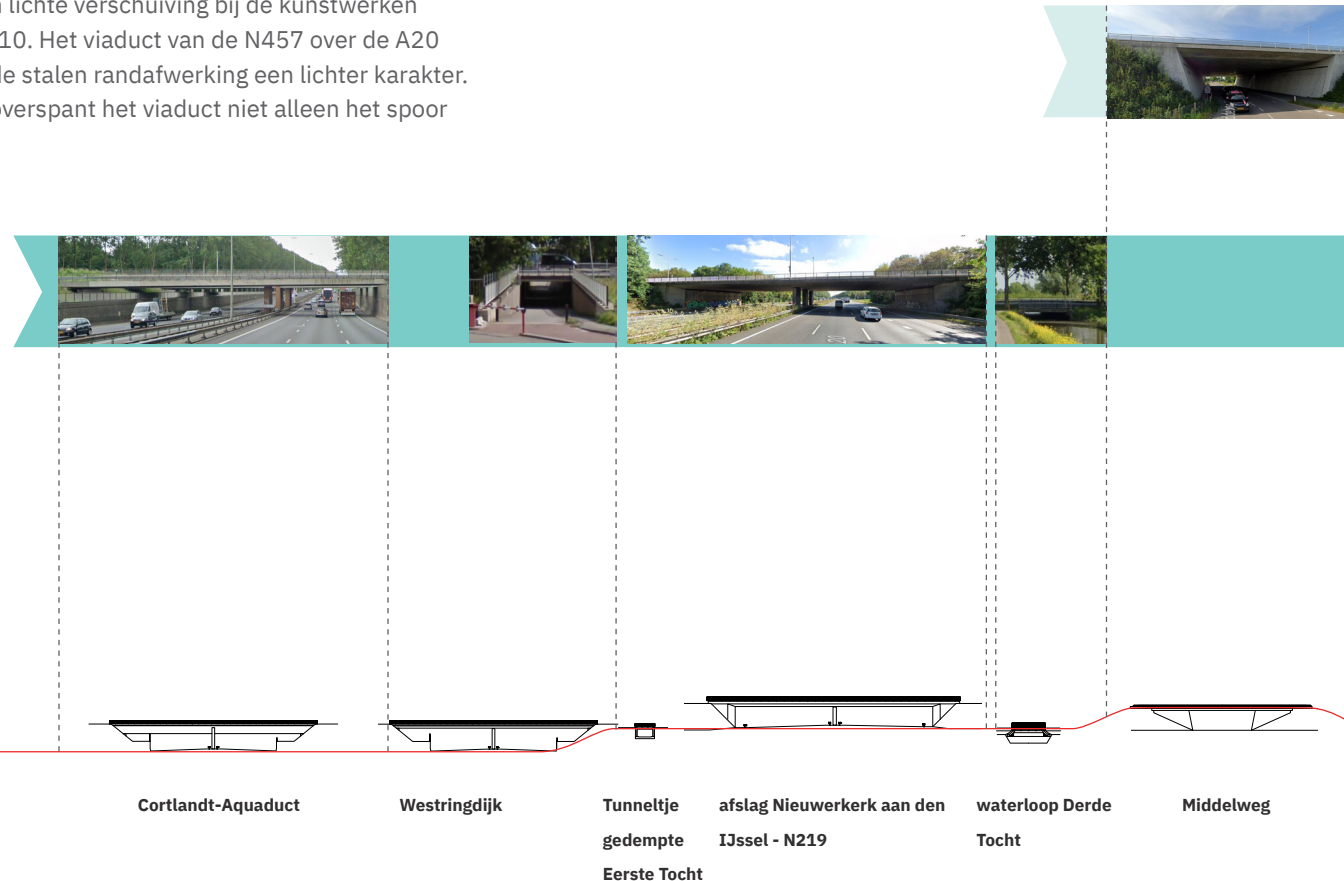 lichte verschuiving bij de kunstwerken
10. Het viaduct van de N457 over de A20
de stalen randafwerking een lichter karakter.
overspant het viaduct niet alleen het spoor
Cortlandt-Aquaduct
Westringdijk
Tunneltje
gedempte
Eerste Tocht
afslag Nieuwerkerk aan den
IJssel - N219
waterloop Derde
Tocht
Middelweg